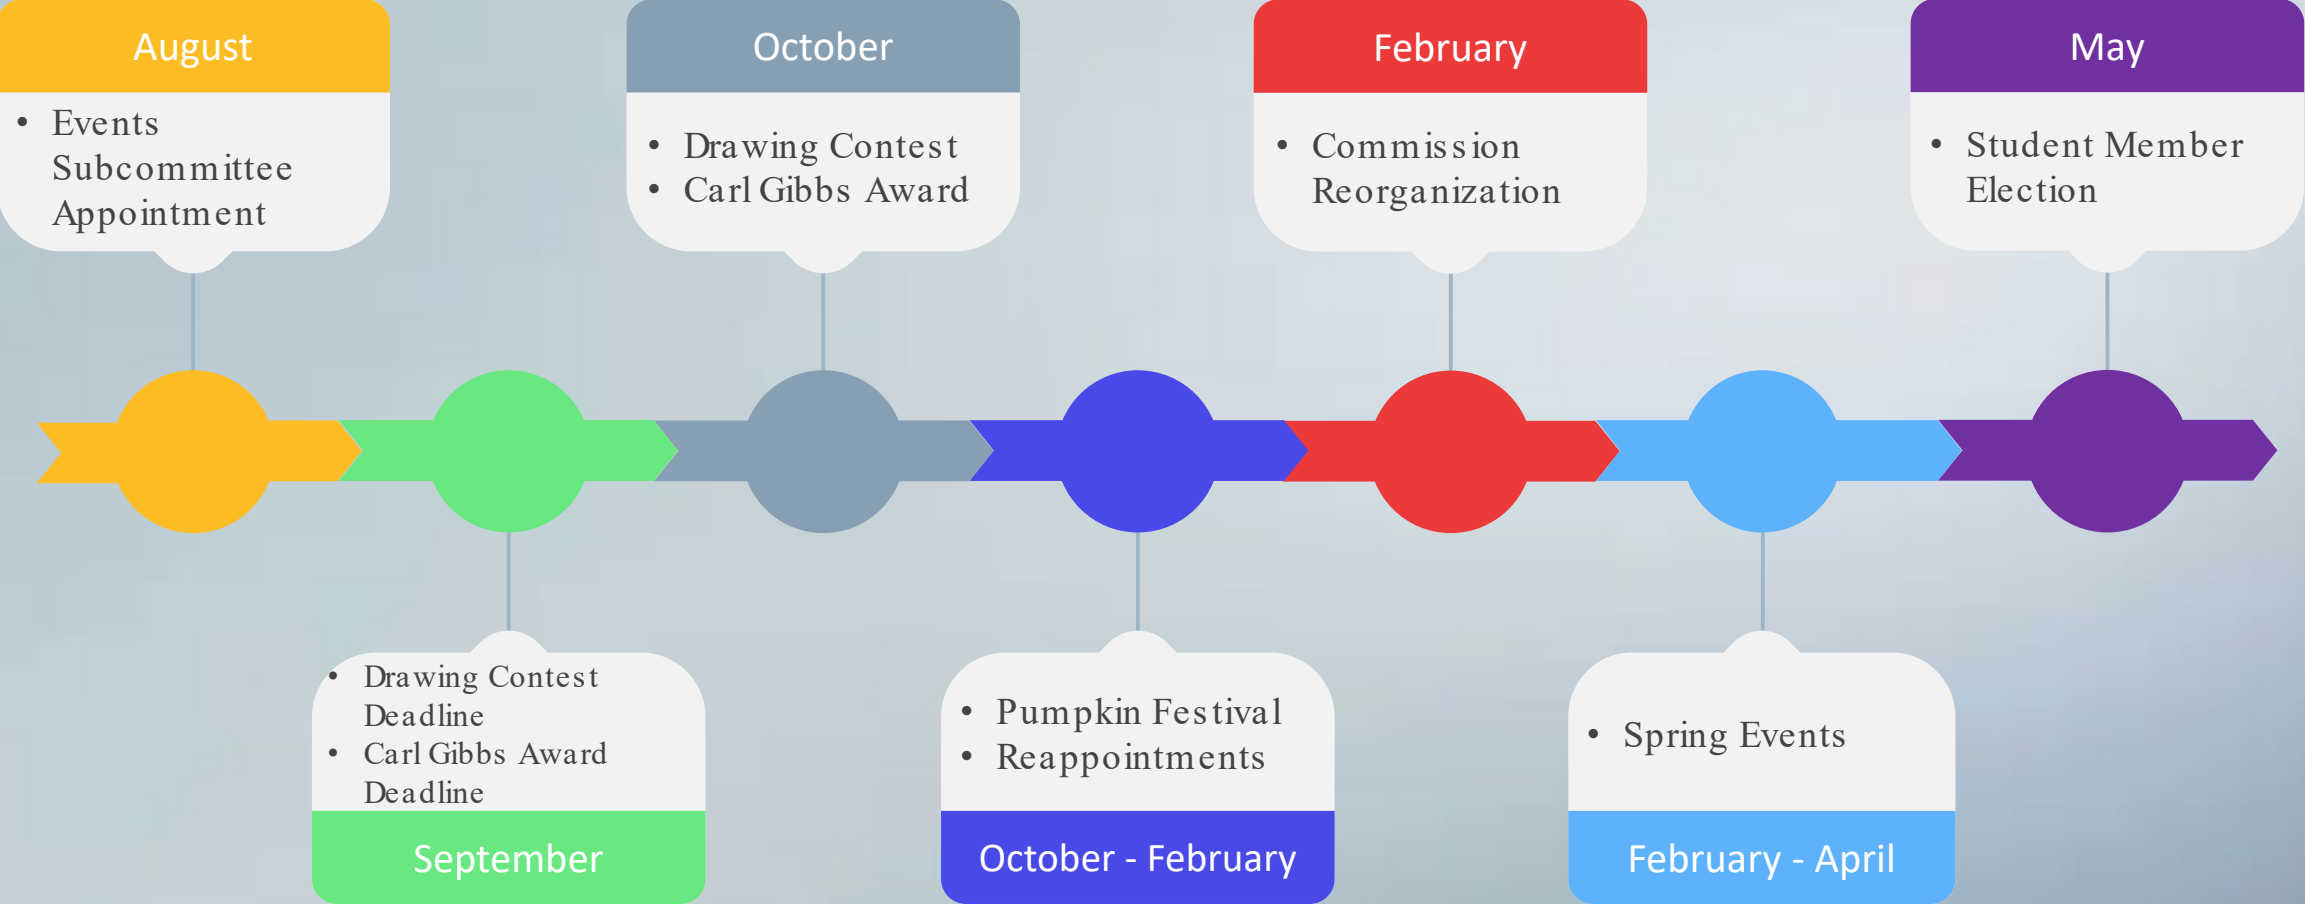 August
• Events
Subcommittee
Appointment
September
• Drawing Contest
Deadline
• Carl Gibbs Award
Deadline
October
• Drawing Contest
• Carl Gibbs Award
October - February
• Pumpkin Festival
• Reappointments
February
• Commission
Reorganization
February - April
• Spring Events
May
• Student Member
Election